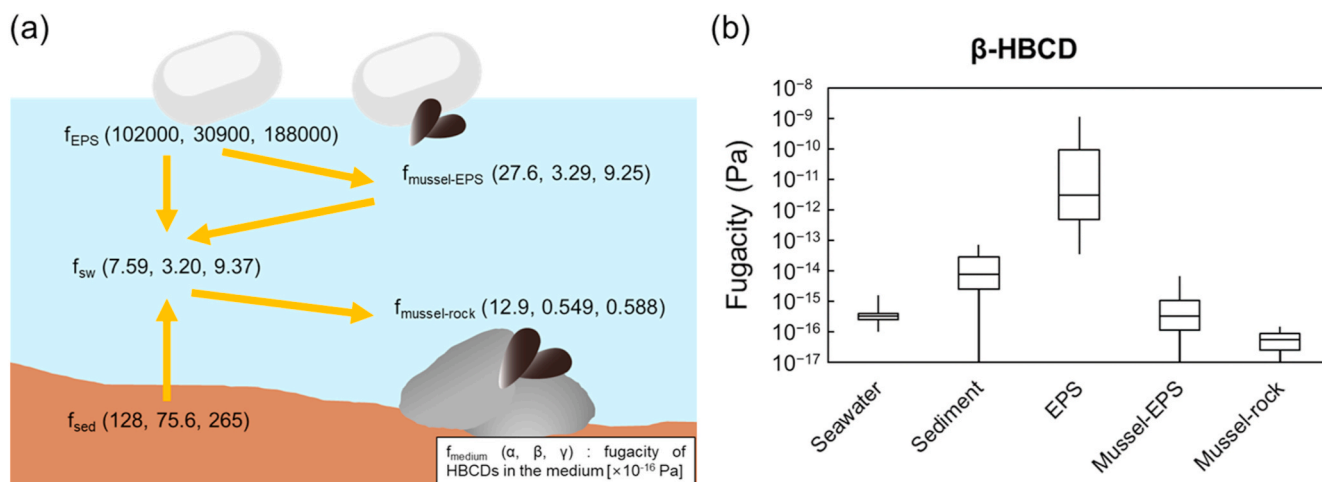 (a)
f_EPS (102000, 30900, 188000)
f_mussel-EPS (27.6, 3.29, 9.25)
f_sw (7.59, 3.20, 9.37)
f_mussel-rock (12.9, 0.549, 0.588)
f_sed (128, 75.6, 265)
f_medium (α, β, γ) : fugacity of
HBCDs in the medium [×10⁻¹⁶ Pa]
(b)
β-HBCD
Fugacity (Pa)
10⁻⁸
10⁻⁹
10⁻¹⁰
10⁻¹¹
10⁻¹²
10⁻¹³
10⁻¹⁴
10⁻¹⁵
10⁻¹⁶
10⁻¹⁷
Seawater
Sediment
EPS
Mussel-EPS
Mussel-rock